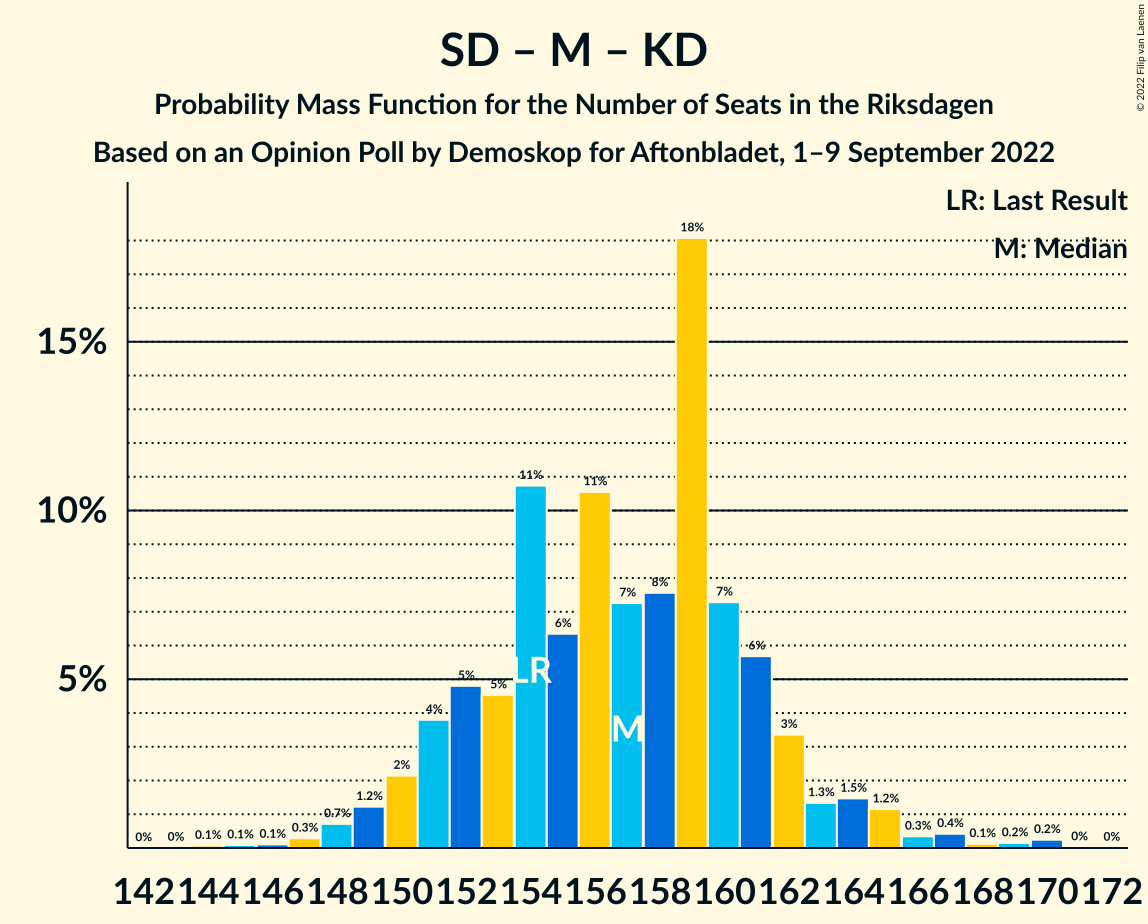 SD – M – KD
Probability Mass Function for the Number of Seats in the Riksdagen
Based on an Opinion Poll by Demoskop for Aftonbladet, 1–9 September 2022
© 2022 Filip van Laenen
LR: Last Result
M: Median
15%
10%
5%
0% 0% 0.1% 0.1% 0.1% 0.3% 0.7% 1.2% 2% 4% 5% 5% 11% 6% 11% 7% 8% 18% 7% 6% 3% 1.3% 1.5% 1.2% 0.3% 0.4% 0.1% 0.2% 0.2% 0% 0%
LR
M
142 144 146 148 150 152 154 156 158 160 162 164 166 168 170 172